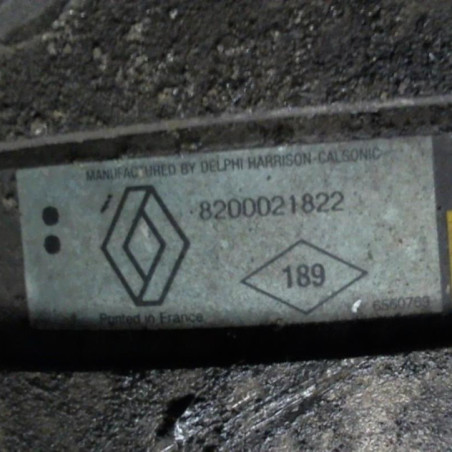 MANUFACTURED BY DELPHI HARRISON-CALSONIC
8200021822
189
6560769
Printed in France